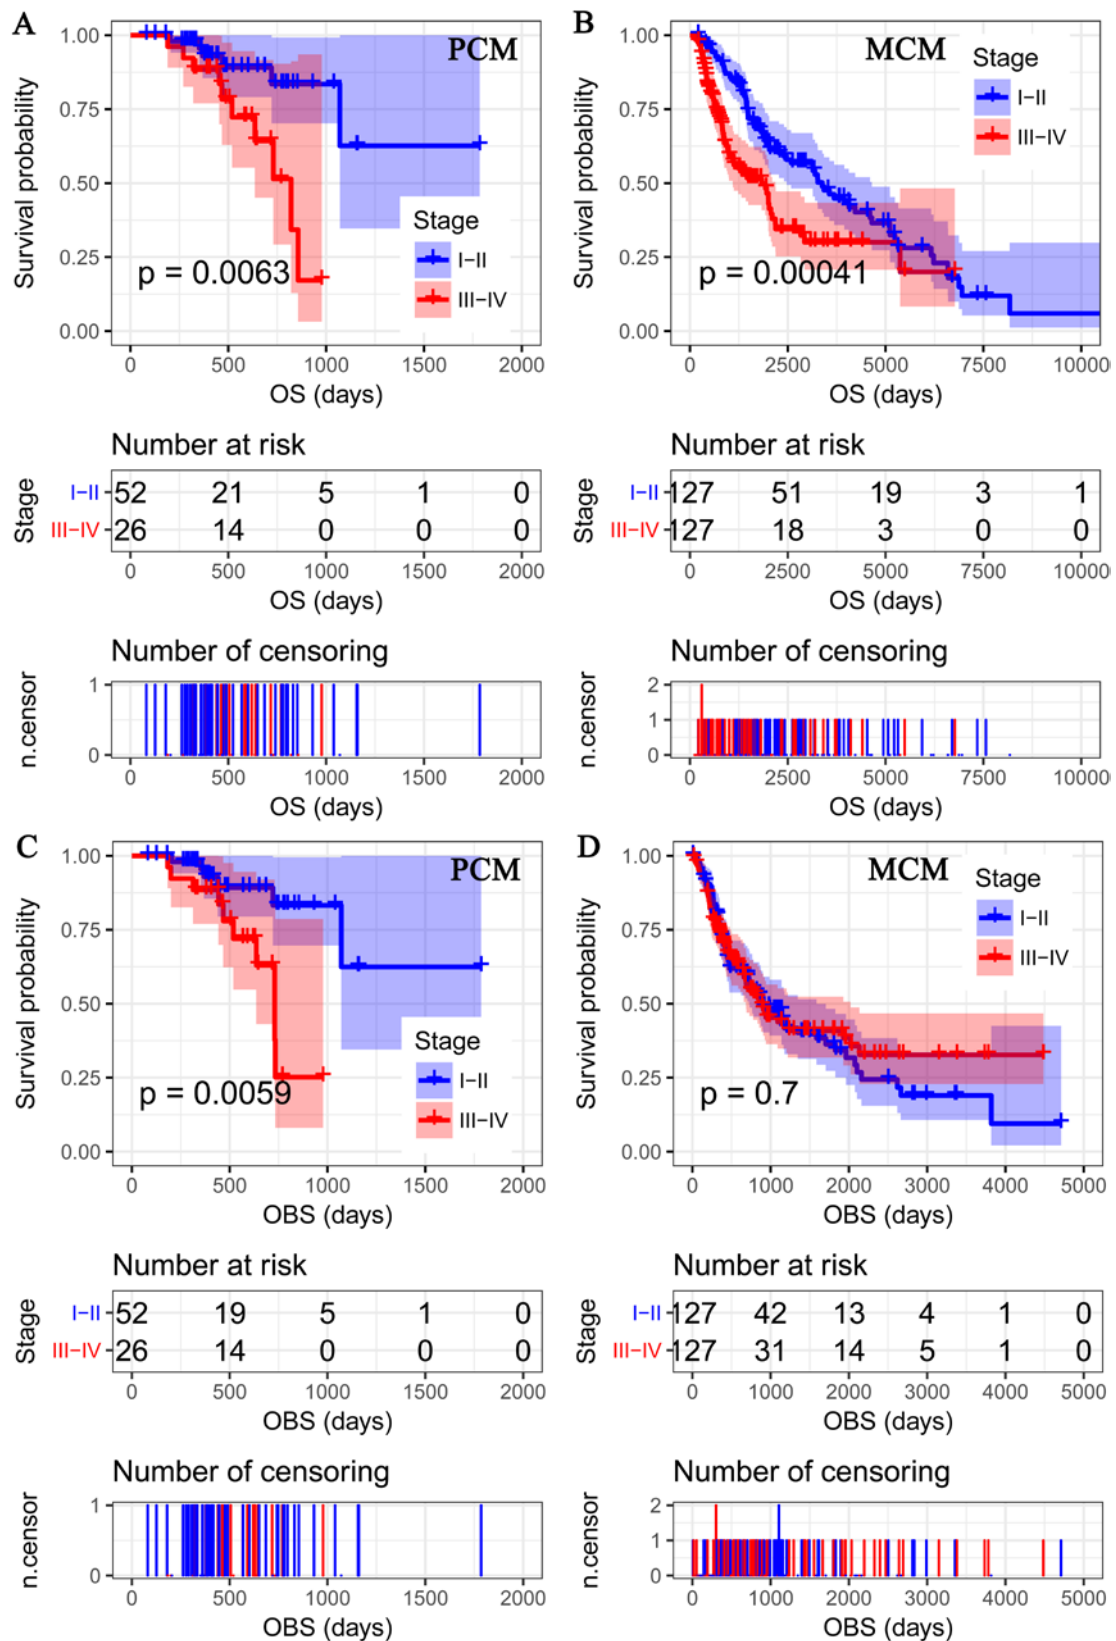 A
PCM
1.00
0.75
0.50
0.25
0.00
Survival probability
Stage
I−II
III−IV
p = 0.0063
0 500 1000 1500 2000
OS (days)
Number at risk
Stage
I−II 52 21 5 1 0
III−IV 26 14 0 0 0
0 500 1000 1500 2000
OS (days)
Number of censoring
n.censor
1
0
0 500 1000 1500 2000
OS (days)
B
MCM
1.00
0.75
0.50
0.25
0.00
Survival probability
Stage
I−II
III−IV
p = 0.00041
0 2500 5000 7500 10000
OS (days)
Number at risk
Stage
I−II 127 51 19 3 1
III−IV 127 18 3 0 0
0 2500 5000 7500 10000
OS (days)
Number of censoring
n.censor
2
1
0
0 2500 5000 7500 10000
OS (days)
C
PCM
1.00
0.75
0.50
0.25
0.00
Survival probability
Stage
I−II
III−IV
p = 0.0059
0 500 1000 1500 2000
OBS (days)
Number at risk
Stage
I−II 52 19 5 1 0
III−IV 26 14 0 0 0
0 500 1000 1500 2000
OBS (days)
Number of censoring
n.censor
1
0
0 500 1000 1500 2000
OBS (days)
D
MCM
1.00
0.75
0.50
0.25
0.00
Survival probability
Stage
I−II
III−IV
p = 0.7
0 1000 2000 3000 4000 5000
OBS (days)
Number at risk
Stage
I−II 127 42 13 4 1 0
III−IV 127 31 14 5 1 0
0 1000 2000 3000 4000 5000
OBS (days)
Number of censoring
n.censor
2
1
0
0 1000 2000 3000 4000 5000
OBS (days)